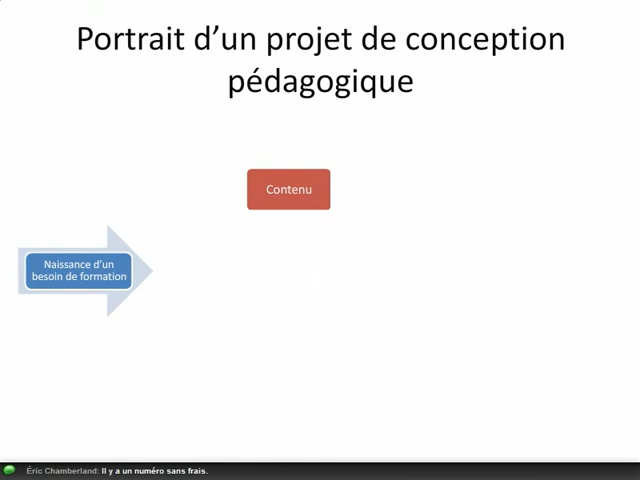 Portrait d’un projet de conception
pédagogique
Contenu
Naissance d’un
besoin de formation
Éric Chamberland: Il y a un numéro sans frais.